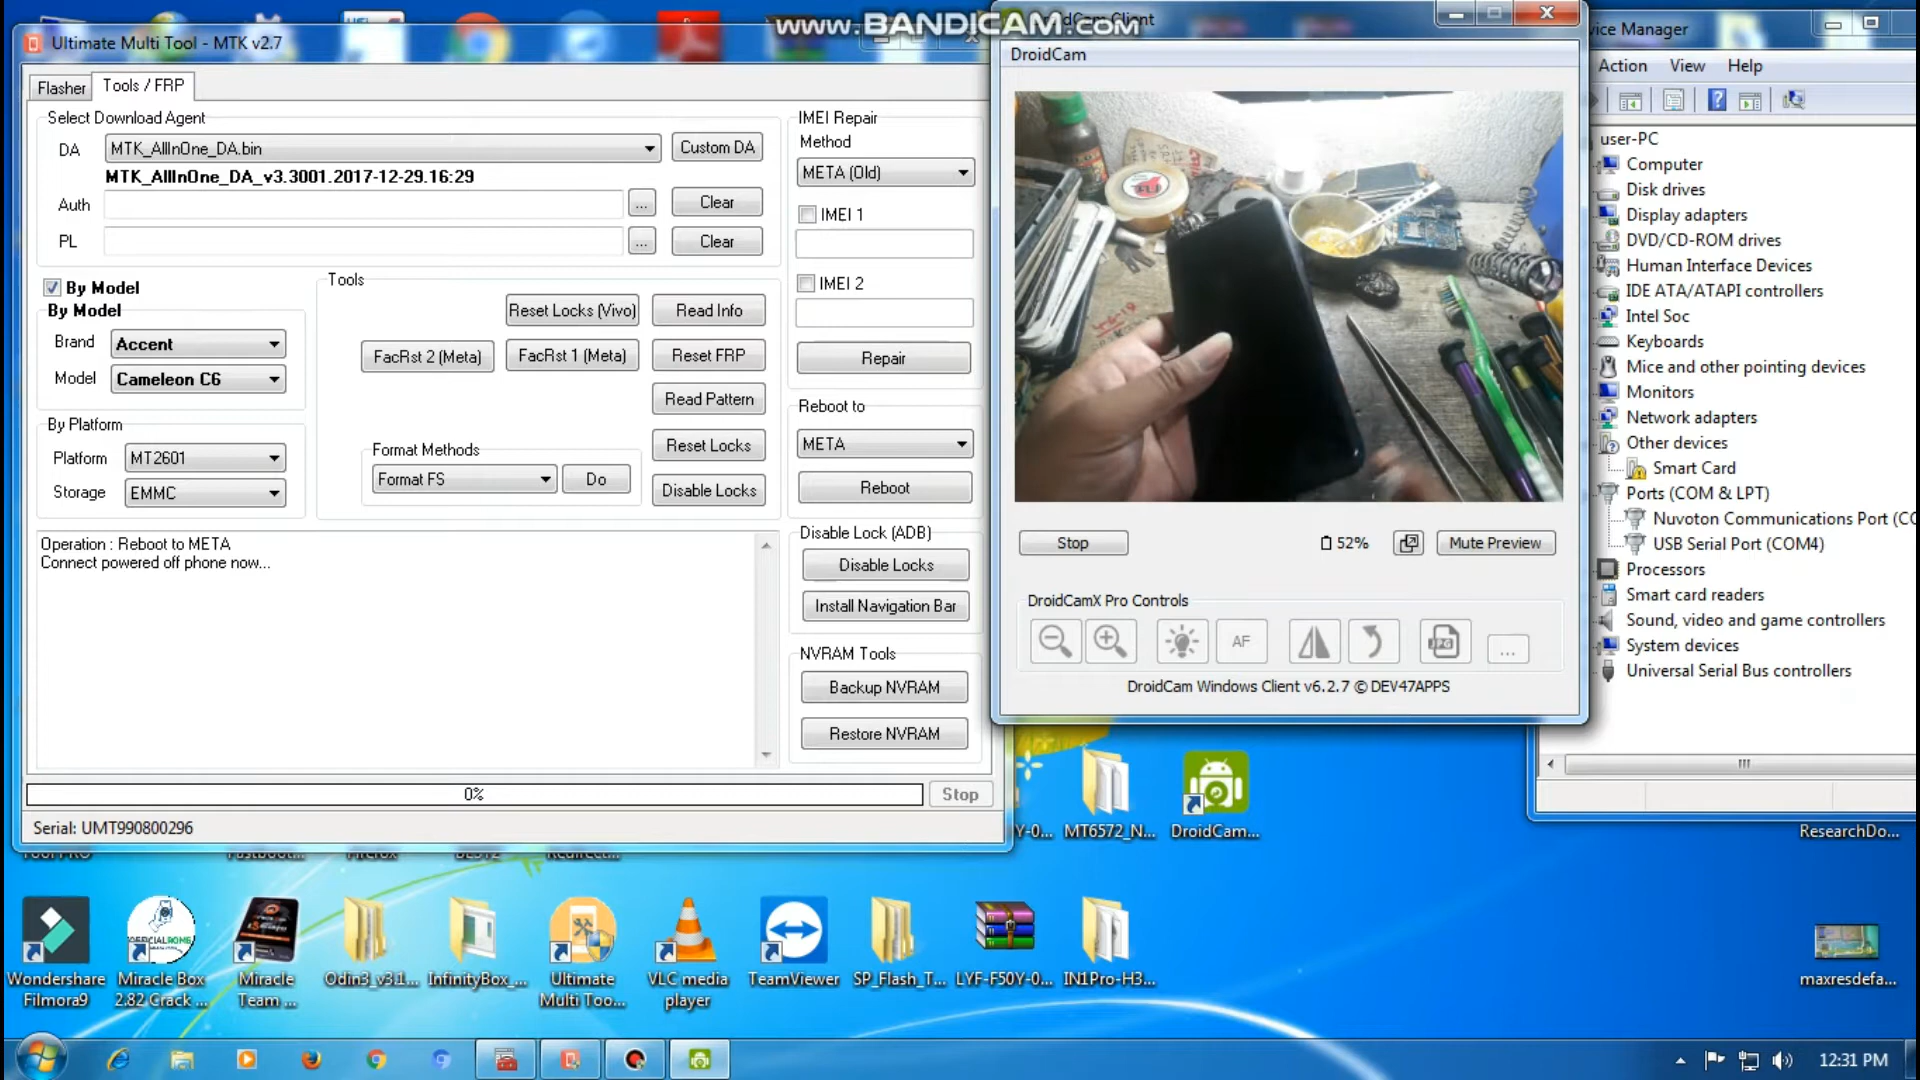 www.BANDICAM.com
Ultimate Multi Tool - MTK v2.7
Flasher
Tools / FRP
Select Download Agent
DA
MTK_AllInOne_DA.bin
Custom DA
MTK_AllInOne_DA_v3.3001.2017-12-29.16:29
Auth
...
Clear
PL
...
Clear
By Model
By Model
Brand
Accent
Model
Cameleon C6
By Platform
Platform
MT2601
Storage
EMMC
Tools
Reset Locks (Vivo)
Read Info
FacRst 2 (Meta)
FacRst 1 (Meta)
Reset FRP
Read Pattern
Reset Locks
Disable Locks
Format Methods
Format FS
Do
IMEI Repair
Method
META (Old)
IMEI 1
IMEI 2
Repair
Reboot to
META
Reboot
Disable Lock (ADB)
Disable Locks
Install Navigation Bar
NVRAM Tools
Backup NVRAM
Restore NVRAM
Operation : Reboot to META
Connect powered off phone now...
0%
Stop
Serial: UMT990800296
DroidCam Client
DroidCam
Stop
52%
Mute Preview
DroidCamX Pro Controls
AF
JPG
...
DroidCam Windows Client v6.2.7 © DEV47APPS
vice Manager
Action
View
Help
user-PC
Computer
Disk drives
Display adapters
DVD/CD-ROM drives
Human Interface Devices
IDE ATA/ATAPI controllers
Intel Soc
Keyboards
Mice and other pointing devices
Monitors
Network adapters
Other devices
Smart Card
Ports (COM & LPT)
Nuvoton Communications Port (CO
USB Serial Port (COM4)
Processors
Smart card readers
Sound, video and game controllers
System devices
Universal Serial Bus controllers
Y-0...
MT6572_N...
DroidCam...
ResearchDo...
Wondershare
Filmora9
Miracle Box
2.82 Crack ...
Miracle
Team ...
Odin3_v3.1...
InfinityBox_...
Ultimate
Multi Too...
VLC media
player
TeamViewer
SP_Flash_T...
LYF-F50Y-0...
IN1Pro-H3...
maxresdefa...
12:31 PM